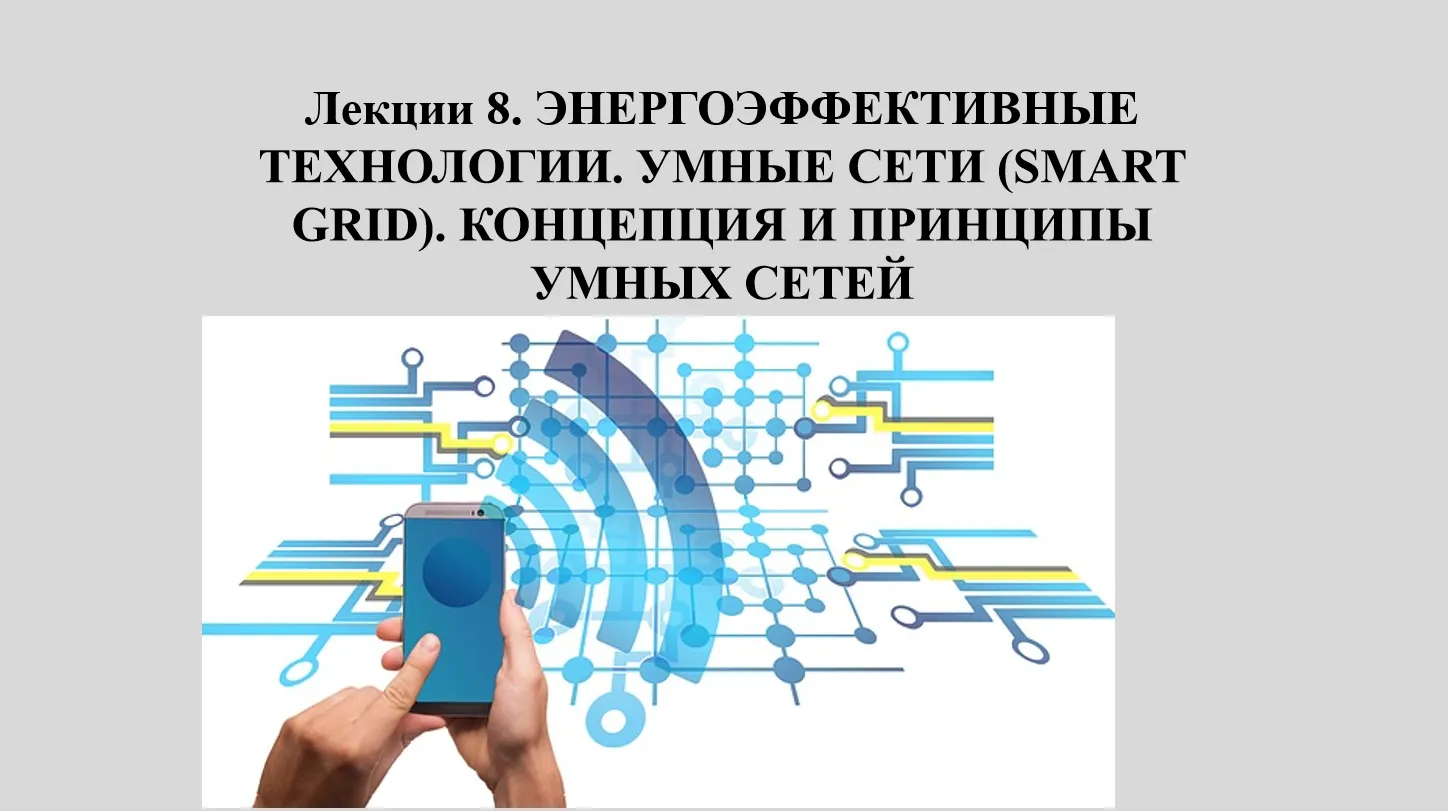 Лекции 8. ЭНЕРГОЭФФЕКТИВНЫЕ
ТЕХНОЛОГИИ. УМНЫЕ СЕТИ (SMART
GRID). КОНЦЕПЦИЯ И ПРИНЦИПЫ
УМНЫХ СЕТЕЙ